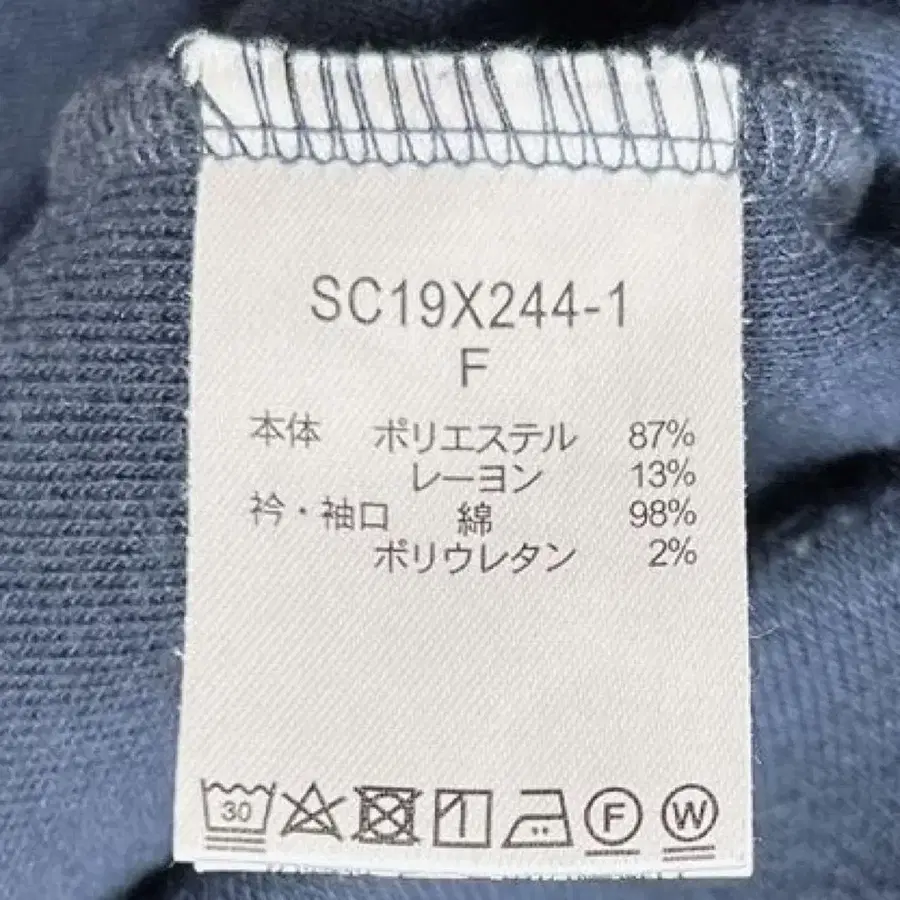 SC19X244-1
F
本体 ポリエステル 87%
レーヨン 13%
衿・袖口 綿 98%
ポリウレタン 2%
30 F W